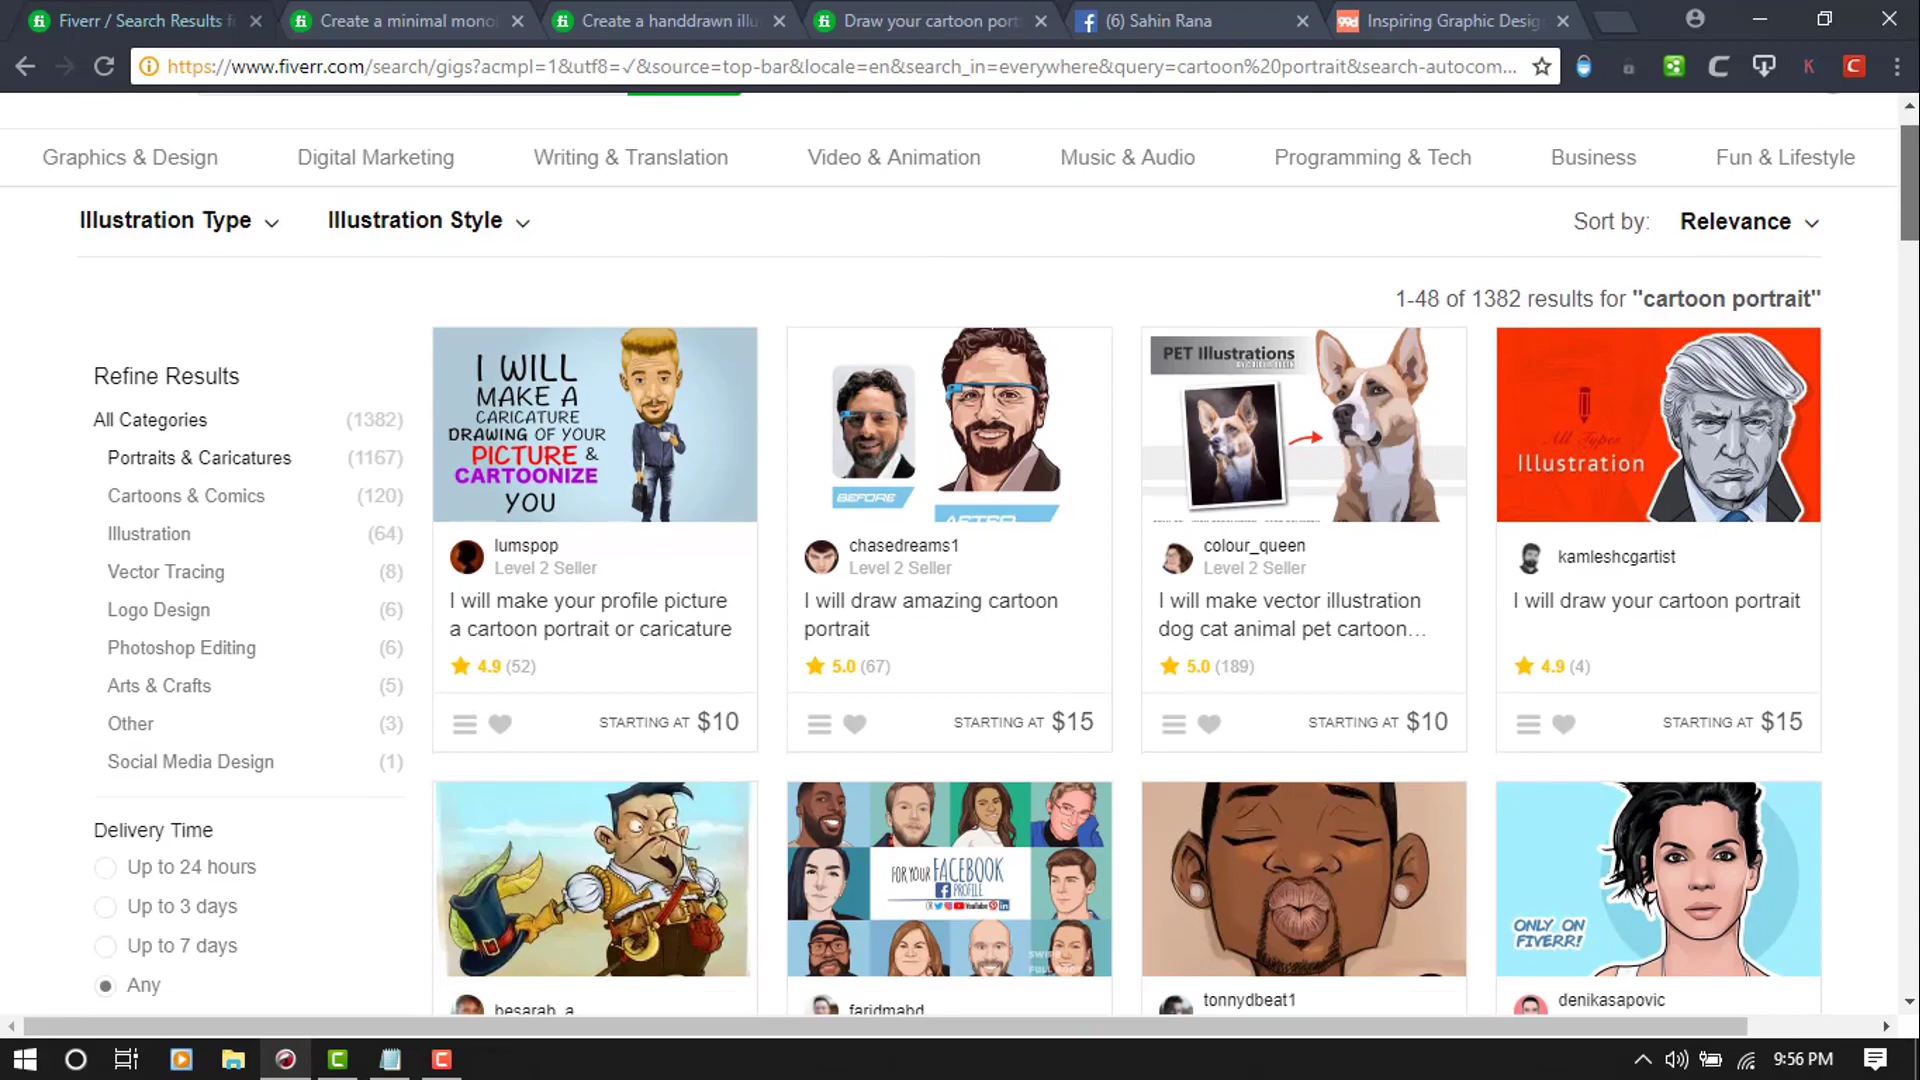 Fiverr / Search Results f
Create a minimal mono
Create a handdrawn illu
Draw your cartoon port
(6) Sahin Rana
Inspiring Graphic Desig
https://www.fiverr.com/search/gigs?acmpl=1&utf8=✓&source=top-bar&locale=en&search_in=everywhere&query=cartoon%20portrait&search-autocom...
Graphics & Design
Digital Marketing
Writing & Translation
Video & Animation
Music & Audio
Programming & Tech
Business
Fun & Lifestyle
Illustration Type
Illustration Style
Sort by: Relevance
1-48 of 1382 results for "cartoon portrait"
Refine Results
All Categories (1382)
Portraits & Caricatures (1167)
Cartoons & Comics (120)
Illustration (64)
Vector Tracing (8)
Logo Design (6)
Photoshop Editing (6)
Arts & Crafts (5)
Other (3)
Social Media Design (1)
Delivery Time
Up to 24 hours
Up to 3 days
Up to 7 days
Any
I WILL
MAKE A
CARICATURE
DRAWING OF YOUR
PICTURE &
CARTOONIZE
YOU
lumspop
Level 2 Seller
I will make your profile picture
a cartoon portrait or caricature
4.9 (52)
STARTING AT $10
BEFORE
AFTER
chasedreams1
Level 2 Seller
I will draw amazing cartoon
portrait
5.0 (67)
STARTING AT $15
PET Illustrations
colour_queen
Level 2 Seller
I will make vector illustration
dog cat animal pet cartoon...
5.0 (189)
STARTING AT $10
All Types
Illustration
kamleshcgartist
I will draw your cartoon portrait
4.9 (4)
STARTING AT $15
besarab_a
FOR YOUR FACEBOOK
PROFILE
YouTube
faridmabd
tonnydbeat1
ONLY ON
FIVERR!
denikasapovic
9:56 PM